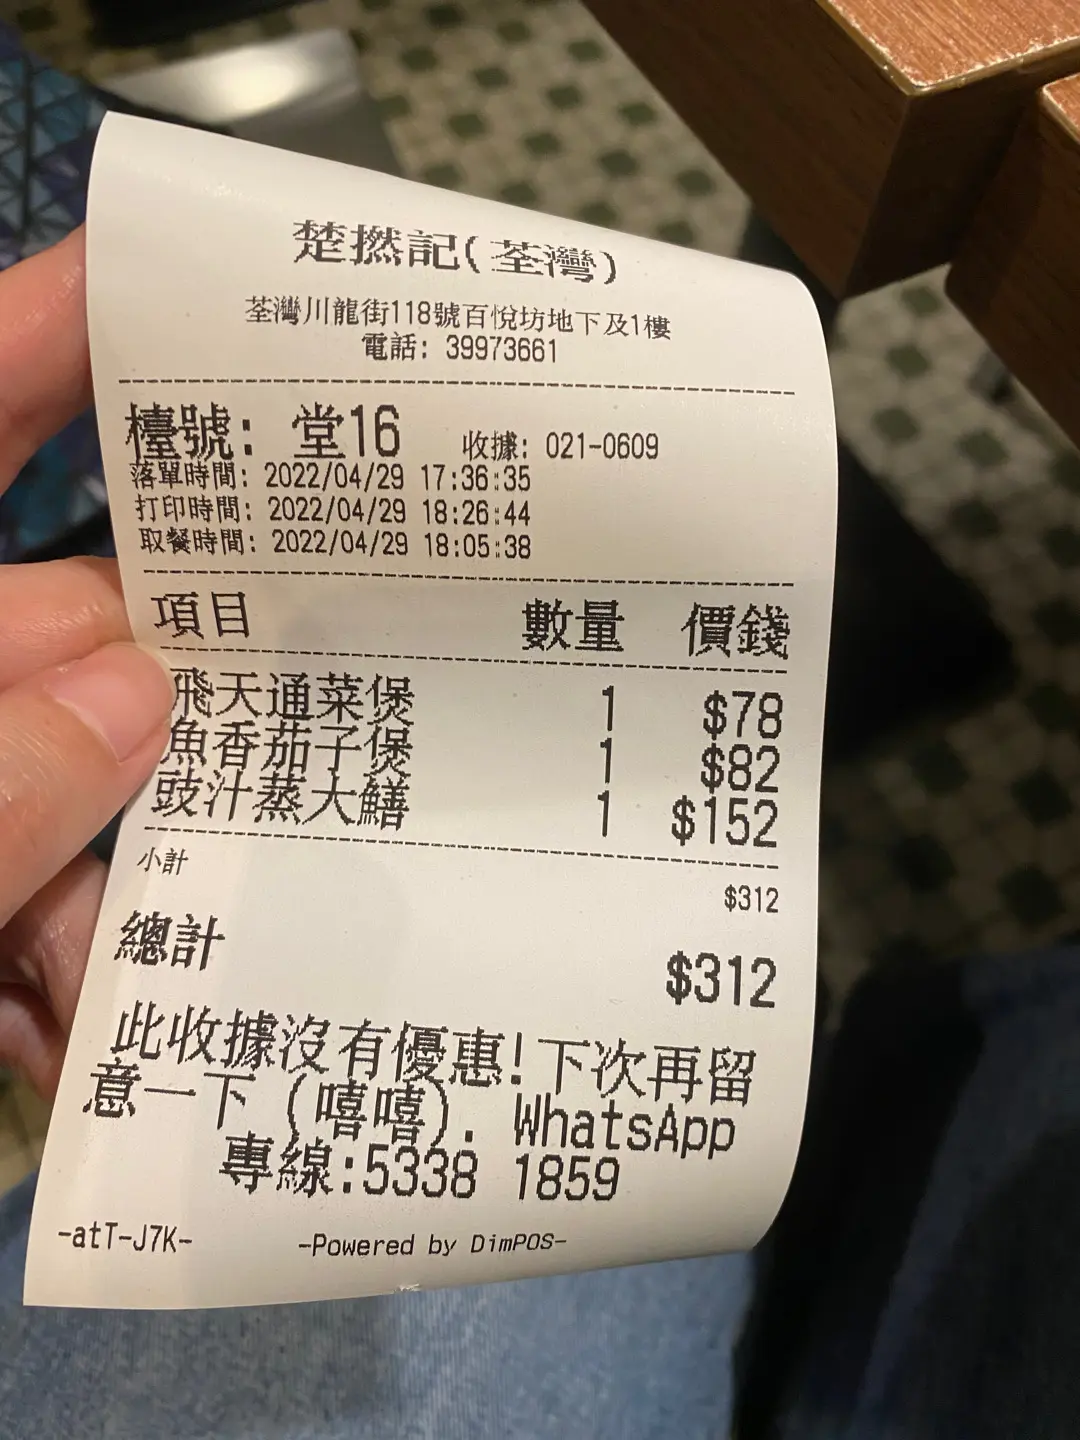 楚撚記(荃灣)
荃灣川龍街118號百悅坊地下及1樓
電話: 39973661
檯號: 堂16 收據: 021-0609
落單時間: 2022/04/29 17:36:35
打印時間: 2022/04/29 18:26:44
取餐時間: 2022/04/29 18:05:38
項目 數量 價錢
飛天通菜煲 1 $78
魚香茄子煲 1 $82
豉汁蒸大鱔 1 $152
小計 $312
總計 $312
此收據沒有優惠!下次再留
意一下 (嘻嘻). WhatsApp
專線:5338 1859
-atT-J7K- -Powered by DimPOS-